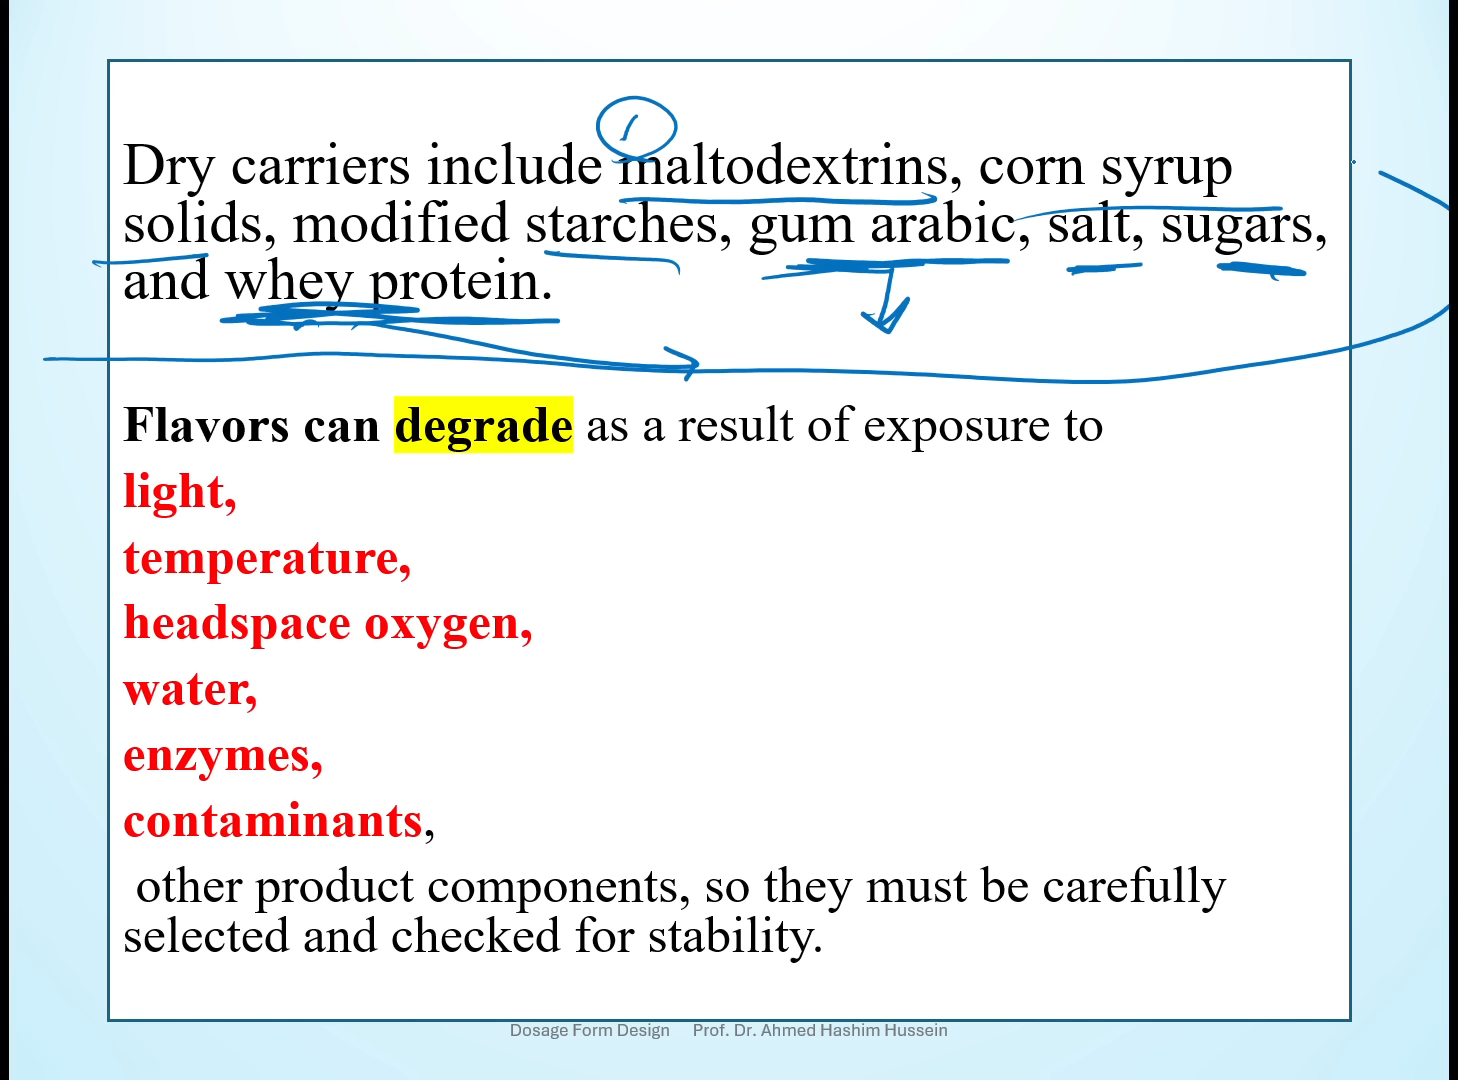 Dry carriers include maltodextrins, corn syrup
solids, modified starches, gum arabic, salt, sugars,
and whey protein.
Flavors can degrade as a result of exposure to
light,
temperature,
headspace oxygen,
water,
enzymes,
contaminants,
other product components, so they must be carefully
selected and checked for stability.
Dosage Form Design Prof. Dr. Ahmed Hashim Hussein